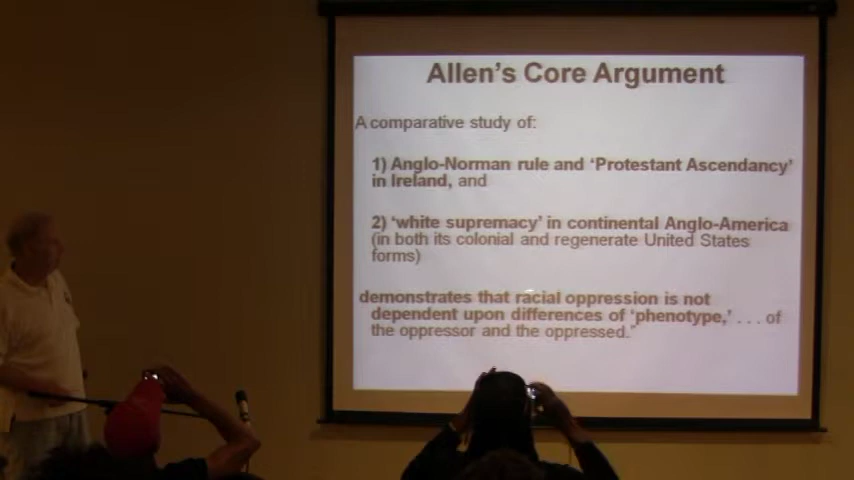 Allen's Core Argument
A comparative study of:
1) Anglo-Norman rule and ‘Protestant Ascendancy’
in Ireland, and
2) ‘white supremacy’ in continental Anglo-America
(in both its colonial and regenerate United States
forms)
demonstrates that racial oppression is not
dependent upon differences of ‘phenotype,’ . . . of
the oppressor and the oppressed.”